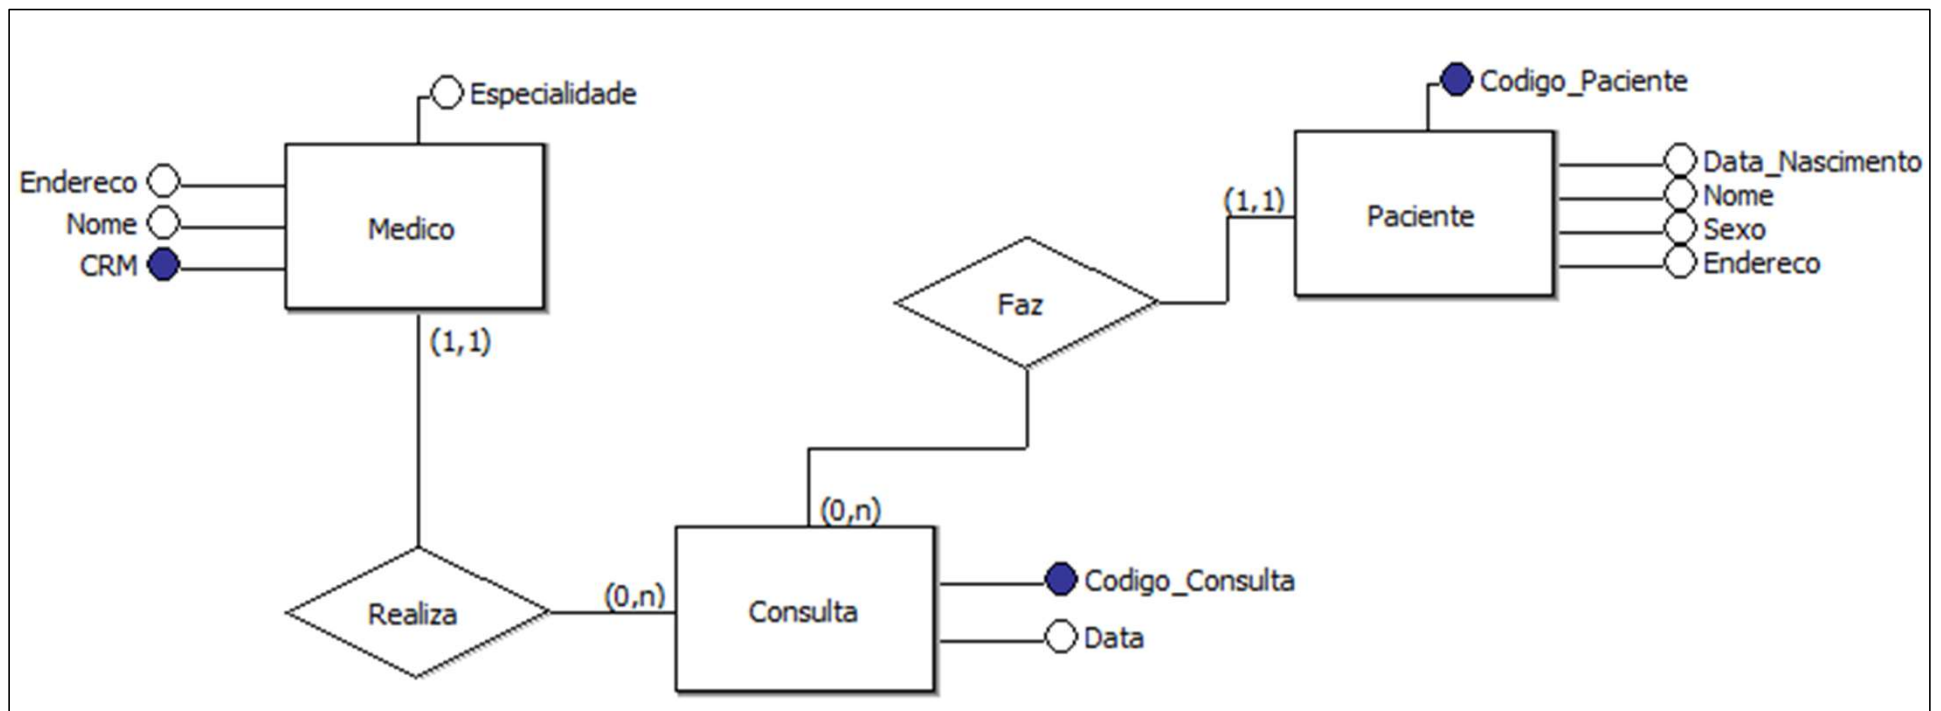 Especialidade
Endereco
Nome
CRM
Medico
(1,1)
Realiza
(0,n)
Consulta
(0,n)
Codigo_Consulta
Data
Faz
(1,1)
Paciente
Codigo_Paciente
Data_Nascimento
Nome
Sexo
Endereco